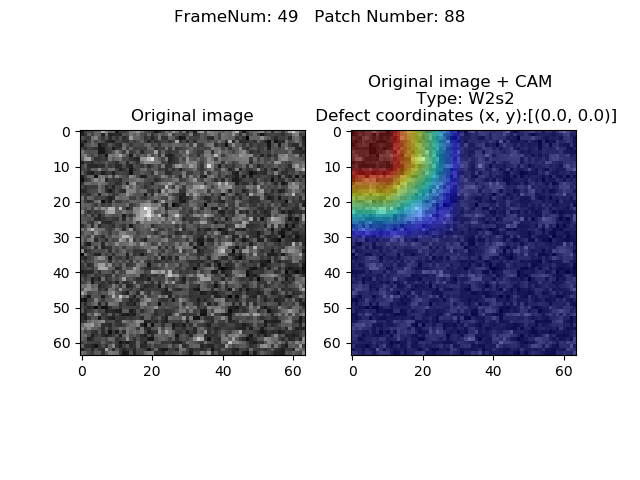 FrameNum: 49   Patch Number: 88
Original image
0
10
20
30
40
50
60
0 20 40 60
Original image + CAM
Type: W2s2
Defect coordinates (x, y):[(0.0, 0.0)]
0
10
20
30
40
50
60
0 20 40 60